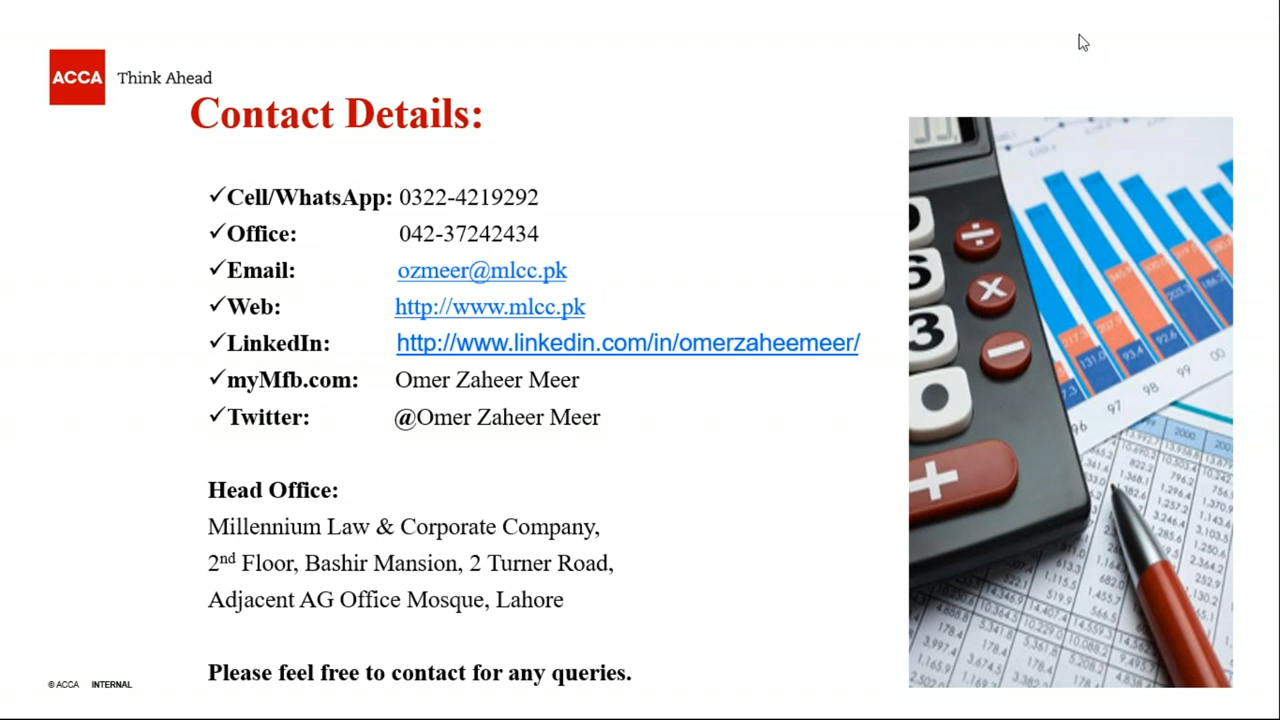 ACCA Think Ahead
Contact Details:
✓Cell/WhatsApp: 0322-4219292
✓Office: 042-37242434
✓Email: ozmeer@mlcc.pk
✓Web: http://www.mlcc.pk
✓LinkedIn: http://www.linkedin.com/in/omerzaheemeer/
✓myMfb.com: Omer Zaheer Meer
✓Twitter: @Omer Zaheer Meer
Head Office:
Millennium Law & Corporate Company,
2nd Floor, Bashir Mansion, 2 Turner Road,
Adjacent AG Office Mosque, Lahore
Please feel free to contact for any queries.
© ACCA INTERNAL